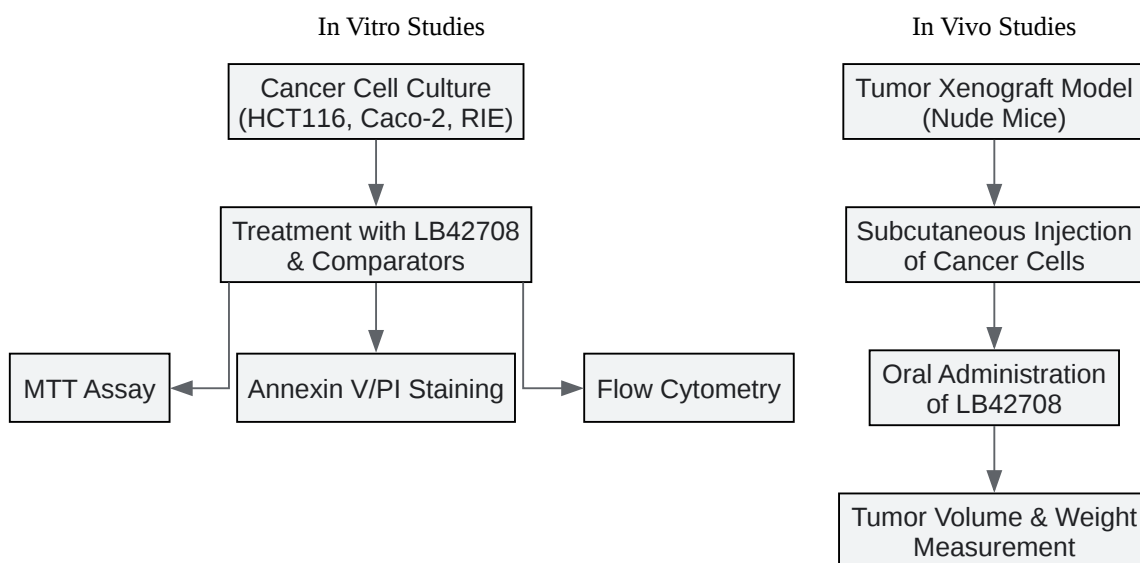 In Vitro Studies
Cancer Cell Culture
(HCT116, Caco-2, RIE)
Treatment with LB42708
& Comparators
MTT Assay
Annexin V/PI Staining
Flow Cytometry
In Vivo Studies
Tumor Xenograft Model
(Nude Mice)
Subcutaneous Injection
of Cancer Cells
Oral Administration
of LB42708
Tumor Volume & Weight
Measurement